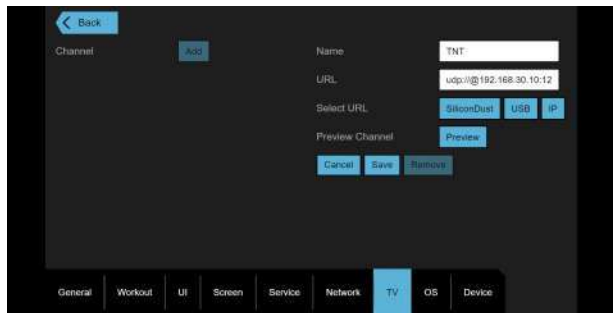 Back
Channel Add
Name TNT
URL udp://@192.168.30.10:12
Select URL SiliconDust USB IP
Preview Channel Preview
Cancel Save Remove
General Workout UI Screen Service Network TV OS Device